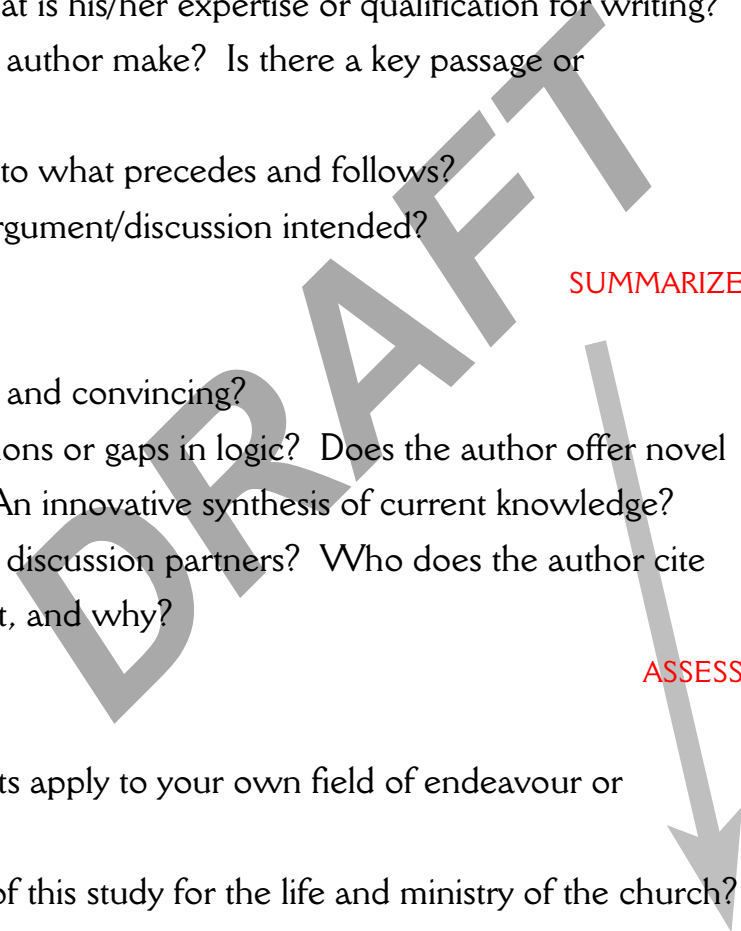 at is his/her expertise or qualification for writing?
author make? Is there a key passage or
to what precedes and follows?
rgument/discussion intended?
SUMMARIZE
and convincing?
ions or gaps in logic? Does the author offer novel
An innovative synthesis of current knowledge?
discussion partners? Who does the author cite
t, and why?
ASSESS
ts apply to your own field of endeavour or
of this study for the life and ministry of the church?
DRAFT